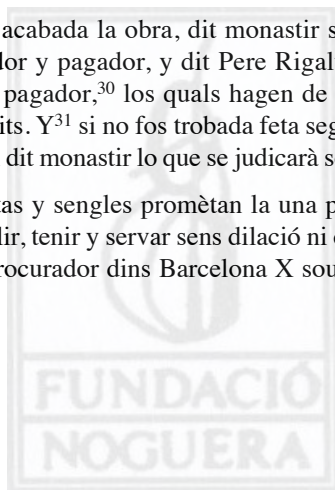 acabada la obra, dit monastir s
lor y pagador, y dit Pere Rigal
pagador,³⁰ los quals hagen de
its. Y³¹ si no fos trobada feta seg
dit monastir lo que se judicarà s
tas y sengles promètan la una p
lir, tenir y servar sens dilació ni
rocurador dins Barcelona X sou
FUNDACIÓ
NOGUERA